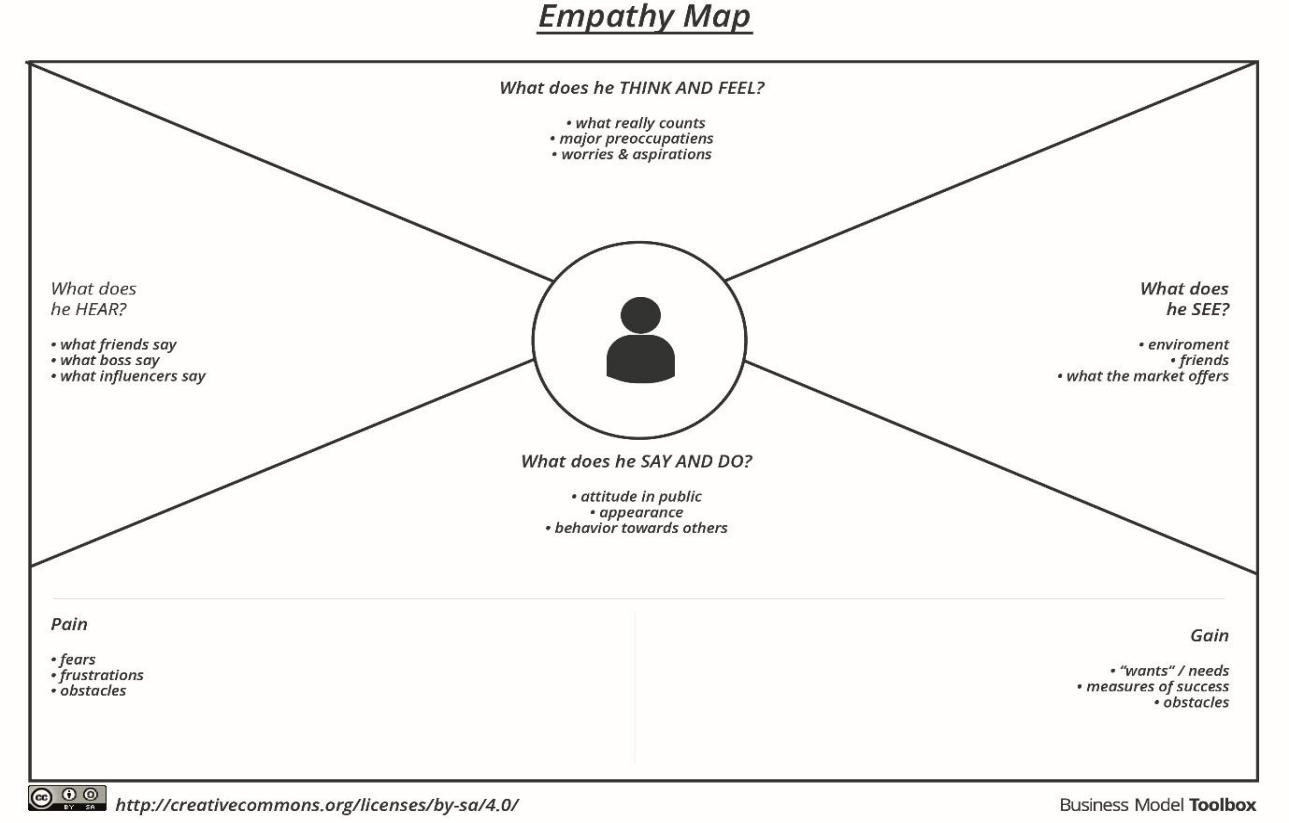 Empathy Map
What does he THINK AND FEEL?
• what really counts
• major preoccupatiens
• worries & aspirations
What does
he HEAR?
• what friends say
• what boss say
• what influencers say
What does
he SEE?
• enviroment
• friends
• what the market offers
What does he SAY AND DO?
• attitude in public
• appearance
• behavior towards others
Pain
• fears
• frustrations
• obstacles
Gain
• “wants“ / needs
• measures of success
• obstacles
cc BY SA
http://creativecommons.org/licenses/by-sa/4.0/
Business Model Toolbox